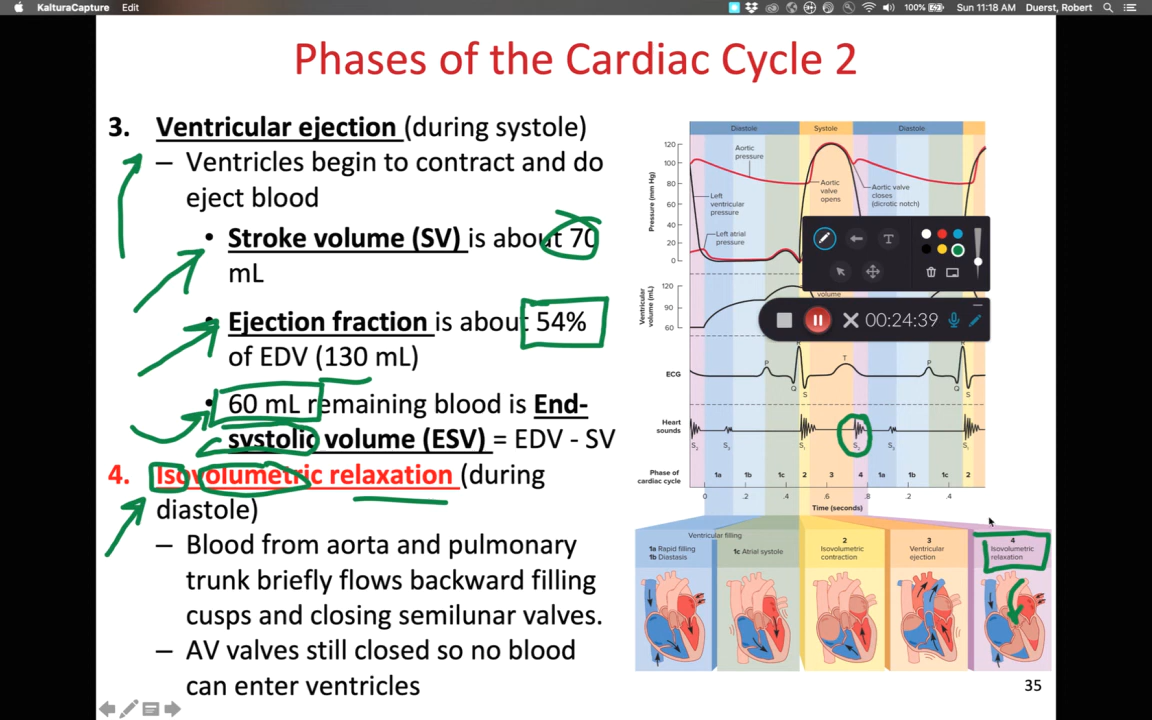 KalturaCapture Edit
100% Sun 11:18 AM Duerst, Robert
Phases of the Cardiac Cycle 2
3. Ventricular ejection (during systole)
– Ventricles begin to contract and do
eject blood
• Stroke volume (SV) is about 70
mL
• Ejection fraction is about 54%
of EDV (130 mL)
• 60 mL remaining blood is End-
systolic volume (ESV) = EDV - SV
4. Isovolumetric relaxation (during
diastole)
– Blood from aorta and pulmonary
trunk briefly flows backward filling
cusps and closing semilunar valves.
– AV valves still closed so no blood
can enter ventricles
Diastole Systole Diastole
120
100
80
60
40
20
0
Pressure (mm Hg)
Aortic
pressure
Left
ventricular
pressure
Left atrial
pressure
Aortic
valve
opens
Aortic valve
closes
(dicrotic notch)
T
00:24:39
Ventricular
volume (mL)
120
90
60
volume
ECG
P Q R S T P Q R
Heart
sounds
S₂ S₃ S₁ S₂ S₃ S₁
Phase of
cardiac cycle
1a 1b 1c 2 3 4 1a 1b 1c 2
0 .2 .4 .6 .8 .2 .4
Time (seconds)
Ventricular filling
1a Rapid filling
1b Diastasis
1c Atrial systole
2
Isovolumetric
contraction
3
Ventricular
ejection
4
Isovolumetric
relaxation
35